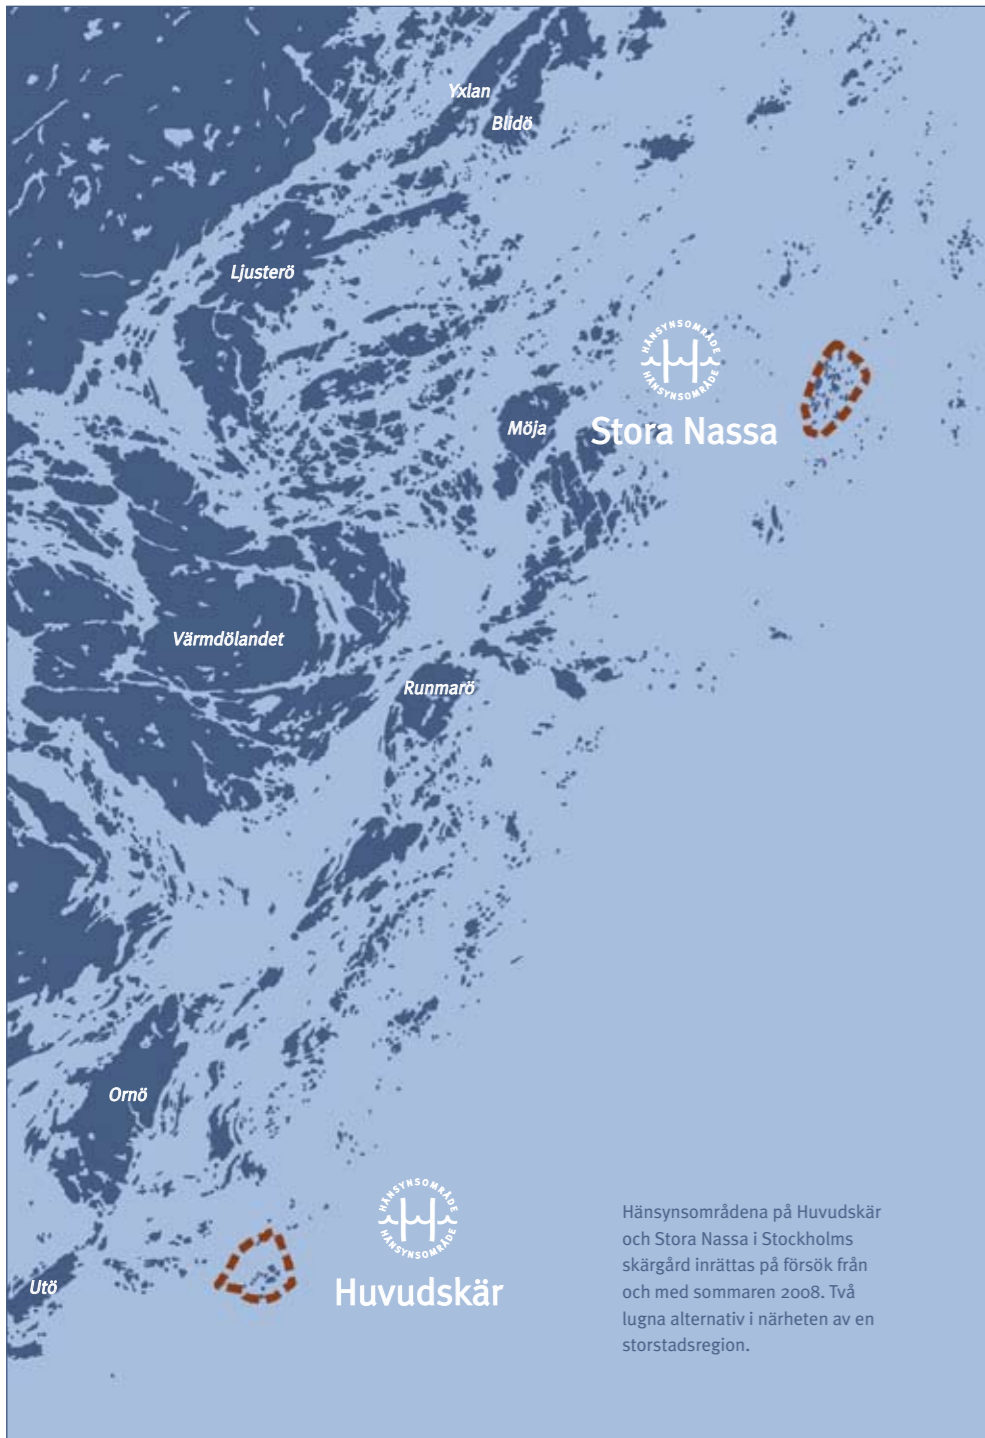 Yxlan
Blidö
Ljusterö
HÄNSYNSOMRÅDE
HÄNSYNSOMRÅDE
Möja
Stora Nassa
Värmdölandet
Runmarö
Ornö
HÄNSYNSOMRÅDE
HÄNSYNSOMRÅDE
Utö
Huvudskär
Hänsynsområdena på Huvudskär
och Stora Nassa i Stockholms
skärgård inrättas på försök från
och med sommaren 2008. Två
lugna alternativ i närheten av en
storstadsregion.